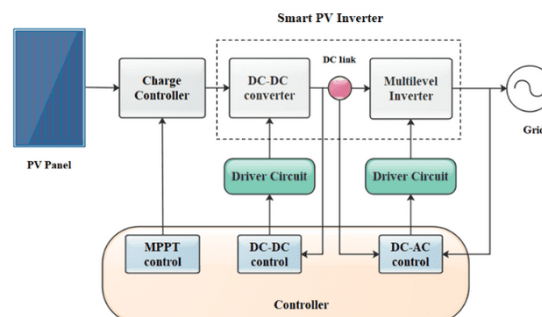 Smart PV Inverter
DC link
Charge
Controller
DC-DC
converter
Multilevel
Inverter
PV Panel
Grid
Driver Circuit
Driver Circuit
MPPT
control
DC-DC
control
DC-AC
control
Controller